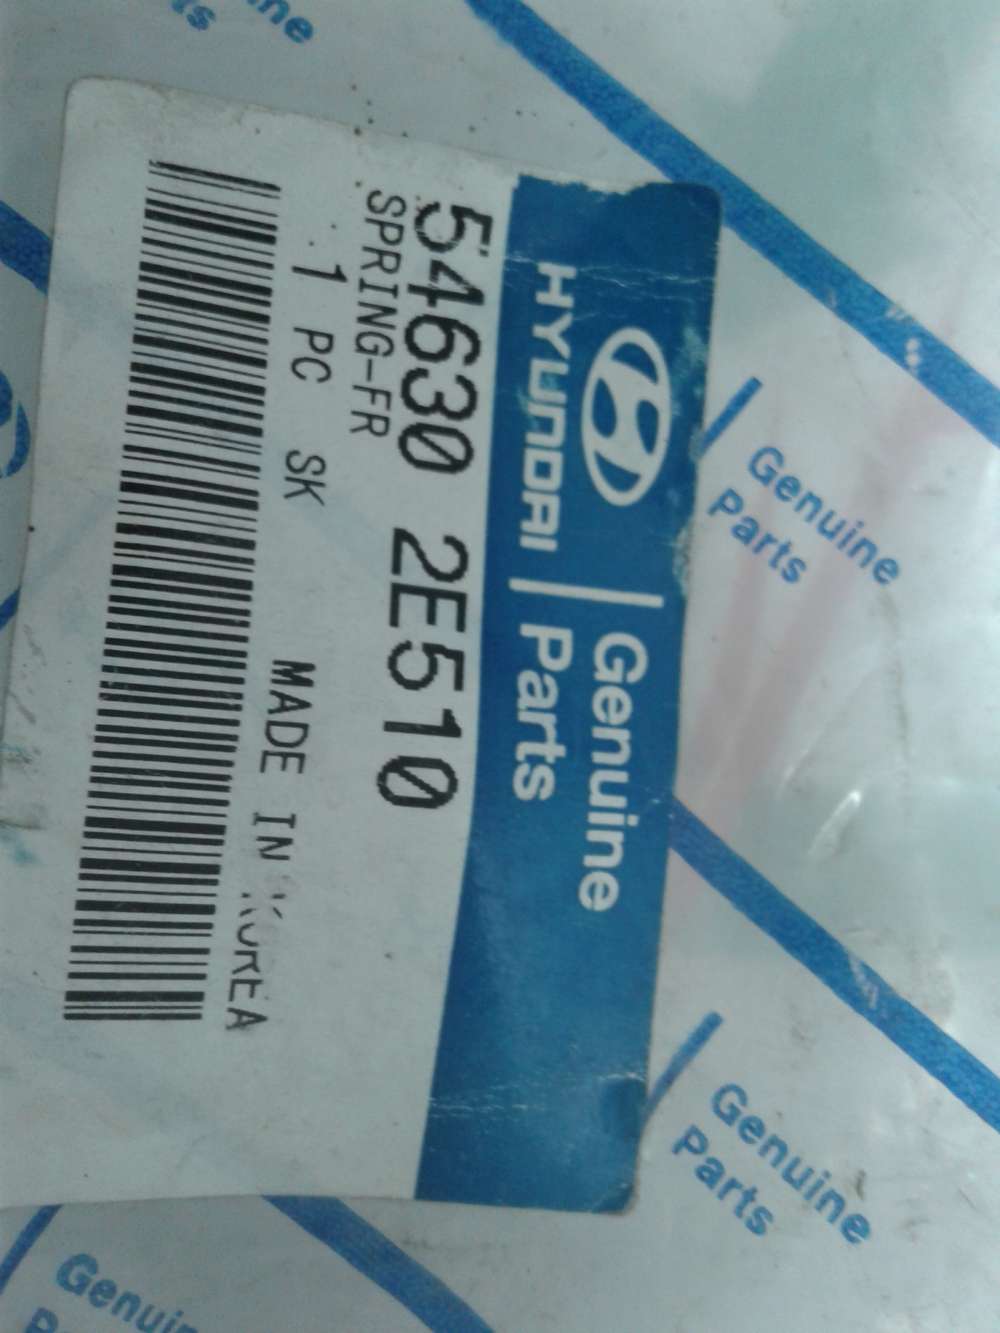 HYUNDAI | Genuine Parts
54630 2E510
SPRING-FR
1 PC SK MADE IN KOREA
Genuine
Parts
Genuine
Parts